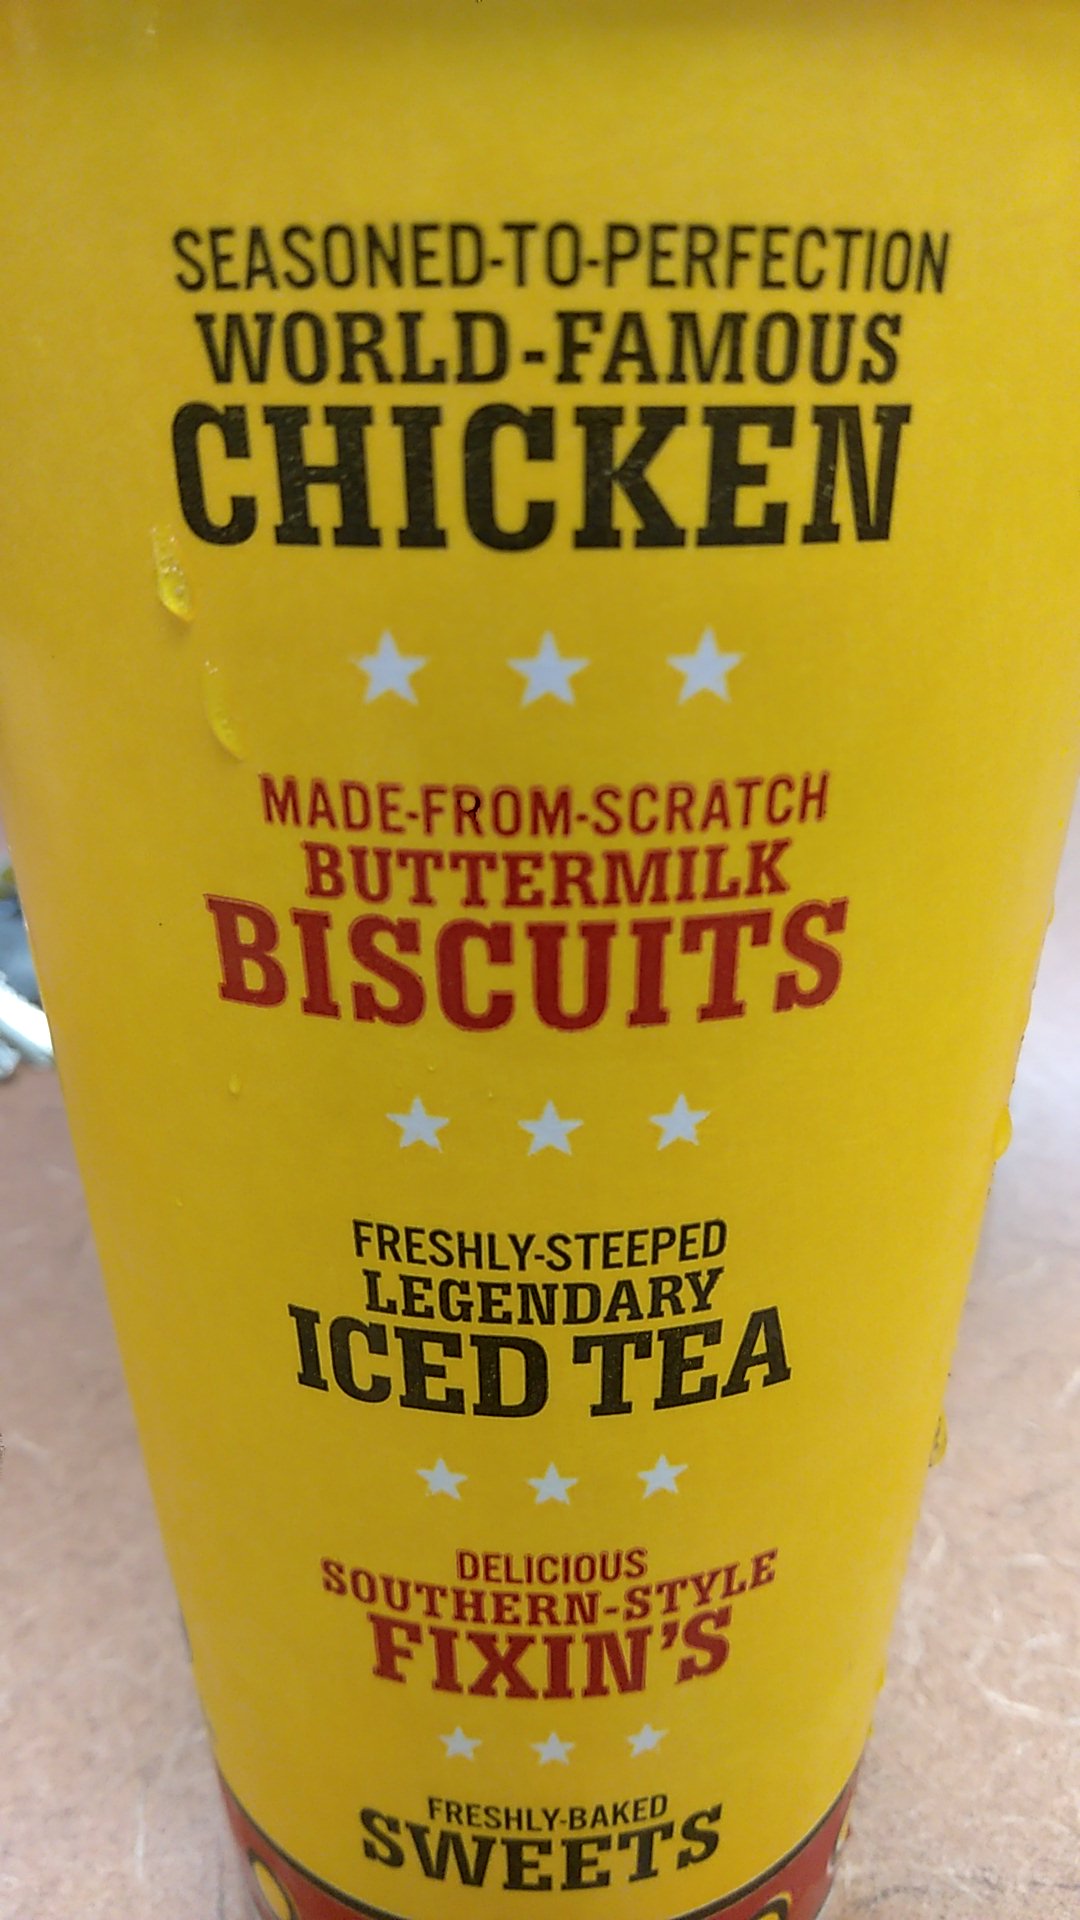 SEASONED-TO-PERFECTION
WORLD-FAMOUS
CHICKEN
MADE-FROM-SCRATCH
BUTTERMILK
BISCUITS
FRESHLY-STEEPED
LEGENDARY
ICED TEA
DELICIOUS
SOUTHERN-STYLE
FIXIN'S
FRESHLY-BAKED
SWEETS